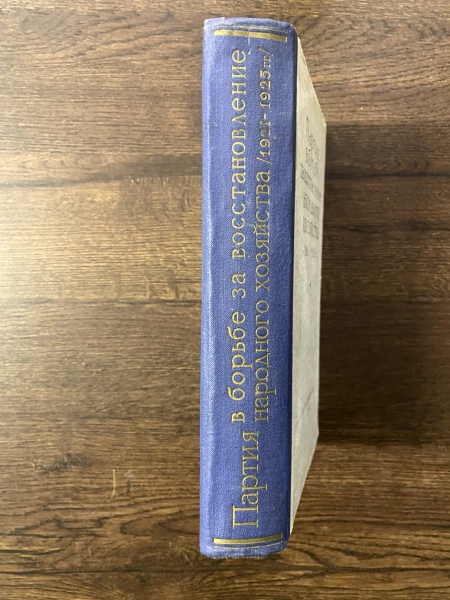 Партия в борьбе за восстановление
народного хозяйства /1921-1925 гг/